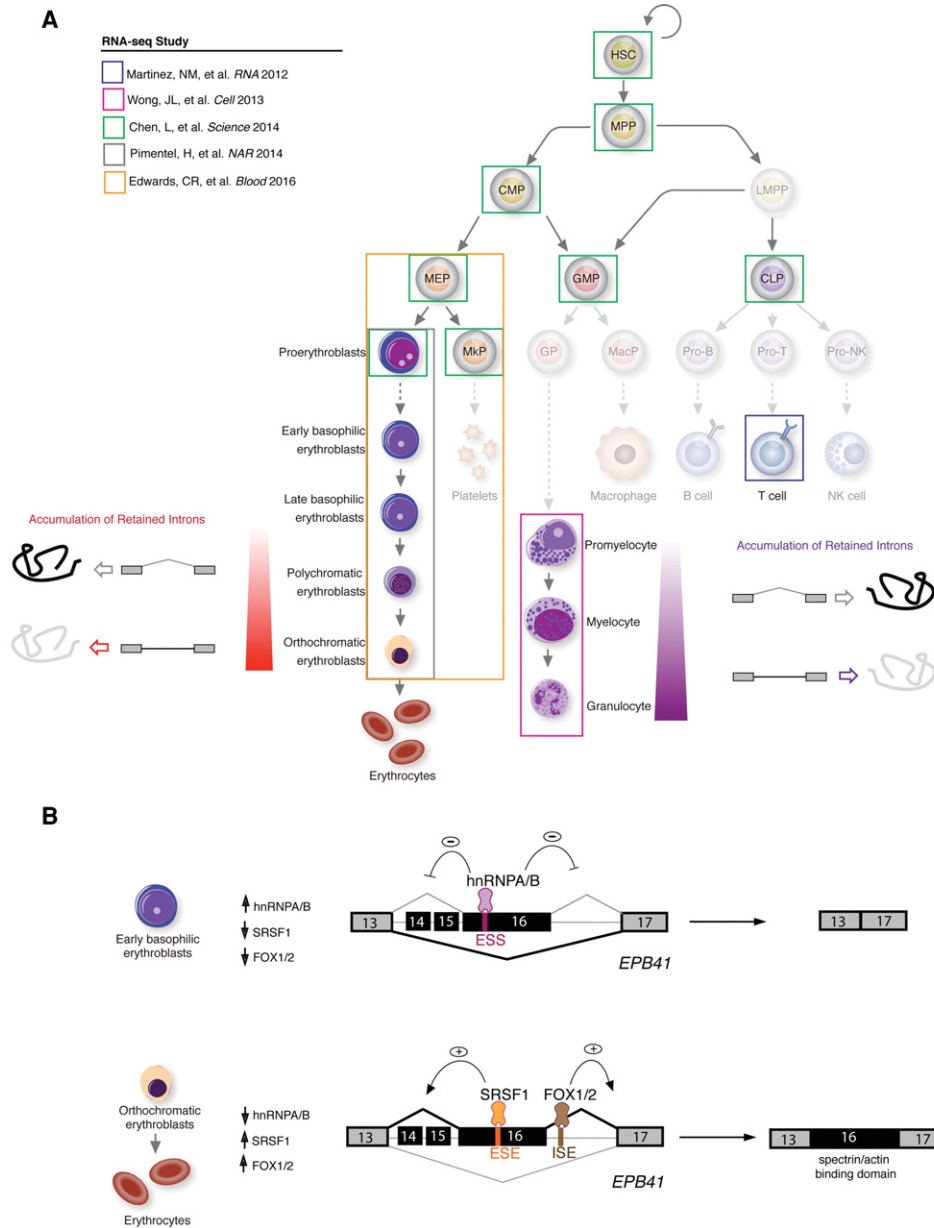 A
RNA-seq Study
Martinez, NM, et al. RNA 2012
Wong, JL, et al. Cell 2013
Chen, L, et al. Science 2014
Pimentel, H, et al. NAR 2014
Edwards, CR, et al. Blood 2016
HSC
MPP
CMP
LMPP
MEP
GMP
CLP
Proerythroblasts
MkP
GP
MacP
Pro-B
Pro-T
Pro-NK
Early basophilic
erythroblasts
Platelets
Macrophage
B cell
T cell
NK cell
Late basophilic
erythroblasts
Accumulation of Retained Introns
Polychromatic
erythroblasts
Orthochromatic
erythroblasts
Erythrocytes
Promyelocyte
Myelocyte
Granulocyte
Accumulation of Retained Introns
B
Early basophilic
erythroblasts
hnRNPA/B
SRSF1
FOX1/2
− −
hnRNPA/B
13 14 15 16 17
ESS
EPB41
13 17
Orthochromatic
erythroblasts
Erythrocytes
hnRNPA/B
SRSF1
FOX1/2
+ +
SRSF1 FOX1/2
13 14 15 16 17
ESE ISE
EPB41
13 16 17
spectrin/actin
binding domain